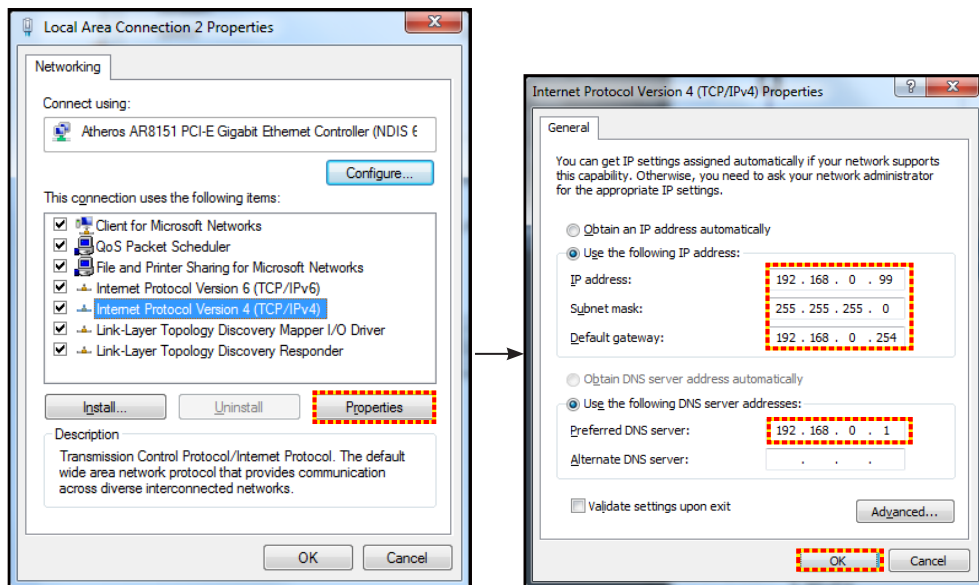 Local Area Connection 2 Properties
Networking
Connect using:
Atheros AR8151 PCI-E Gigabit Ethernet Controller (NDIS 6
Configure...
This connection uses the following items:
Client for Microsoft Networks
QoS Packet Scheduler
File and Printer Sharing for Microsoft Networks
Internet Protocol Version 6 (TCP/IPv6)
Internet Protocol Version 4 (TCP/IPv4)
Link-Layer Topology Discovery Mapper I/O Driver
Link-Layer Topology Discovery Responder
Install...
Uninstall
Properties
Description
Transmission Control Protocol/Internet Protocol. The default
wide area network protocol that provides communication
across diverse interconnected networks.
OK
Cancel
Internet Protocol Version 4 (TCP/IPv4) Properties
?
General
You can get IP settings assigned automatically if your network supports
this capability. Otherwise, you need to ask your network administrator
for the appropriate IP settings.
Obtain an IP address automatically
Use the following IP address:
IP address: 192 . 168 . 0 . 99
Subnet mask: 255 . 255 . 255 . 0
Default gateway: 192 . 168 . 0 . 254
Obtain DNS server address automatically
Use the following DNS server addresses:
Preferred DNS server: 192 . 168 . 0 . 1
Alternate DNS server: . . .
Validate settings upon exit
Advanced...
OK
Cancel